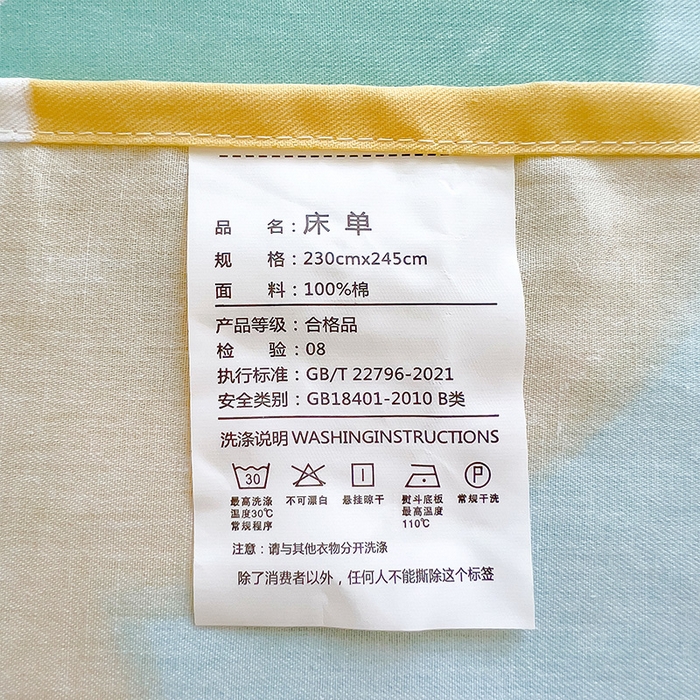 品 名：床 单
规 格：230cmx245cm
面 料：100%棉
产品等级：合格品
检 验：08
执行标准：GB/T 22796-2021
安全类别：GB18401-2010 B类
洗涤说明 WASHINGINSTRUCTIONS
30 P
最高洗涤 不可漂白 悬挂晾干 熨斗底板 常规干洗
温度30℃ 最高温度
常规程序 110℃
注意：请与其他衣物分开洗涤
除了消费者以外，任何人不能撕除这个标签